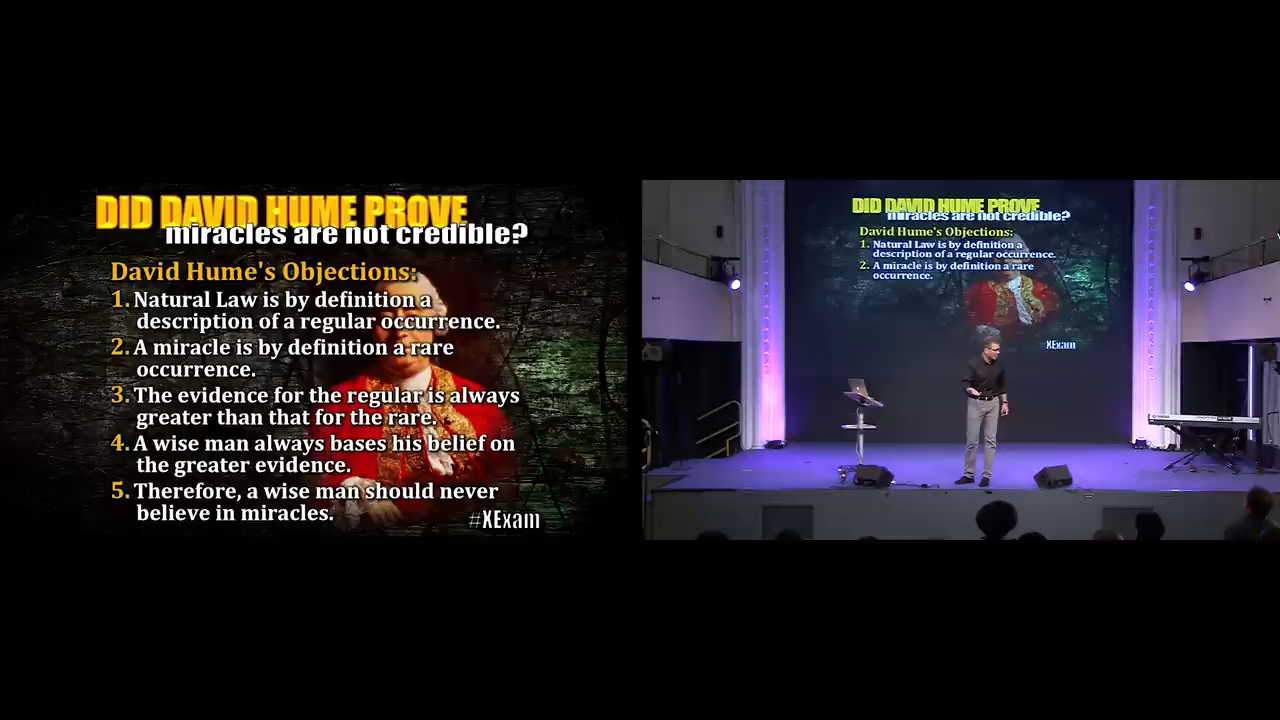 DID DAVID HUME PROVE
miracles are not credible?
David Hume's Objections:
1. Natural Law is by definition a
description of a regular occurrence.
2. A miracle is by definition a rare
occurrence.
3. The evidence for the regular is always
greater than that for the rare.
4. A wise man always bases his belief on
the greater evidence.
5. Therefore, a wise man should never
believe in miracles.
#XExam
DID DAVID HUME PROVE
miracles are not credible?
David Hume's Objections:
1. Natural Law is by definition a
description of a regular occurrence.
2. A miracle is by definition a rare
occurrence.
#XExam